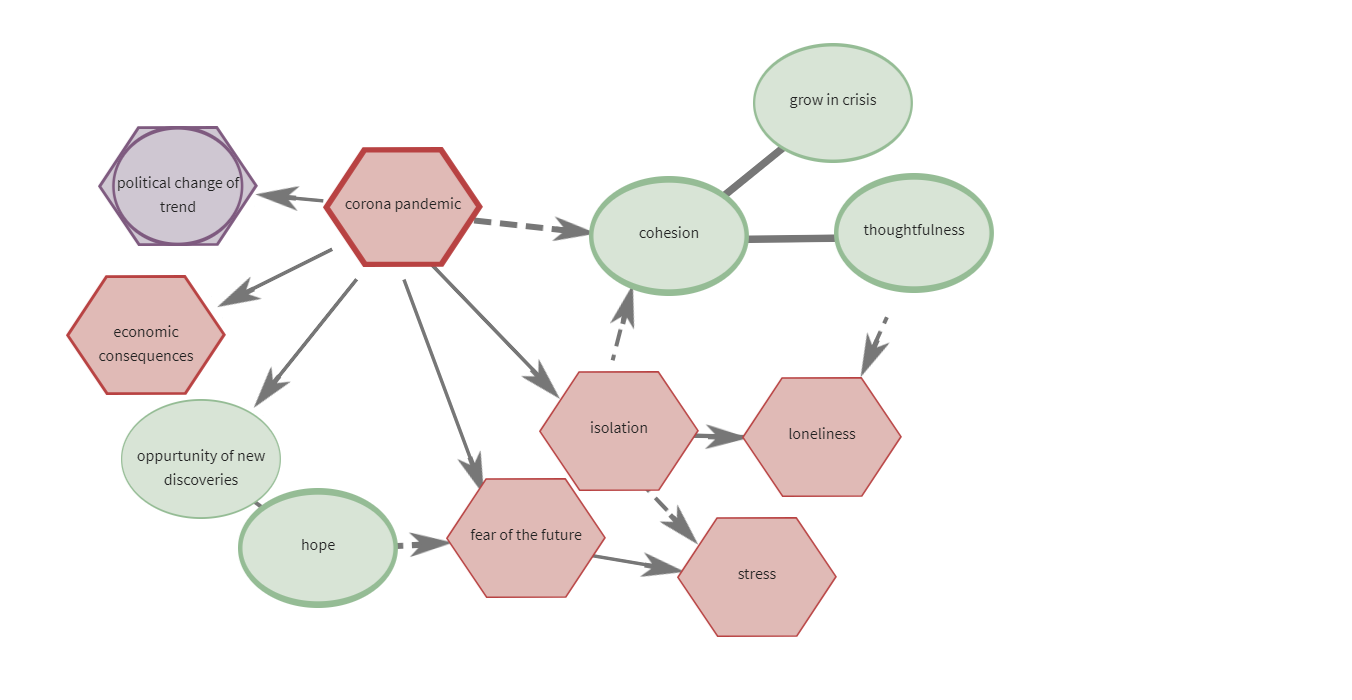 grow in crisis
political change of
trend
corona pandemic
cohesion
thoughtfulness
economic
consequences
oppurtunity of new
discoveries
isolation
loneliness
hope
fear of the future
stress